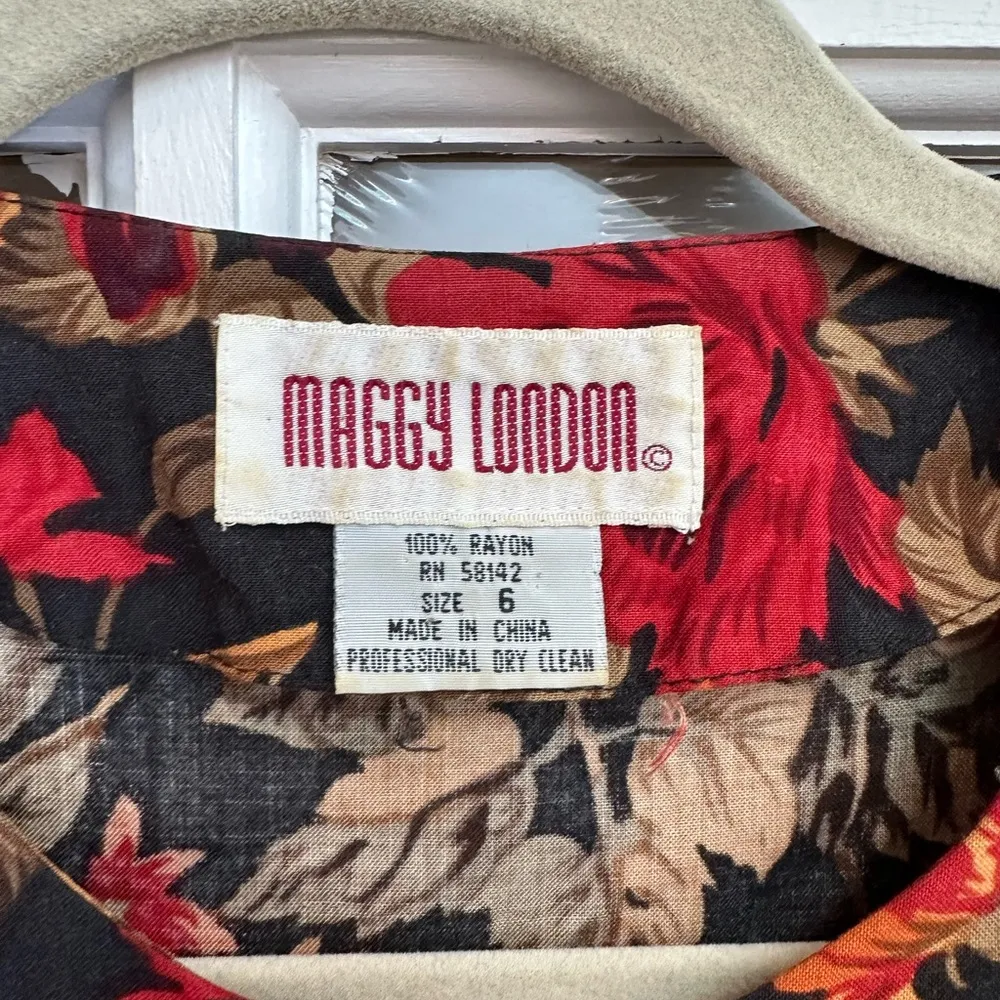 MAGGY LONDON©
100% RAYON
RN 58142
SIZE 6
MADE IN CHINA
PROFESSIONAL DRY CLEAN